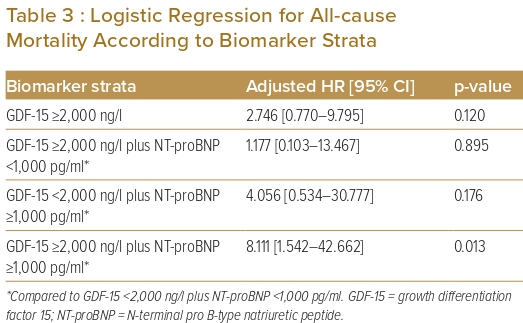 Table 3 : Logistic Regression for All-cause
Mortality According to Biomarker Strata
Biomarker strata Adjusted HR [95% CI] p-value
GDF-15 ≥2,000 ng/l 2.746 [0.770–9.795] 0.120
GDF-15 ≥2,000 ng/l plus NT-proBNP 1.177 [0.103–13.467] 0.895
<1,000 pg/ml*
GDF-15 <2,000 ng/l plus NT-proBNP 4.056 [0.534–30.777] 0.176
≥1,000 pg/ml*
GDF-15 ≥2,000 ng/l plus NT-proBNP 8.111 [1.542–42.662] 0.013
≥1,000 pg/ml*
*Compared to GDF-15 <2,000 ng/l plus NT-proBNP <1,000 pg/ml. GDF-15 = growth differentiation
factor 15; NT-proBNP = N-terminal pro B-type natriuretic peptide.